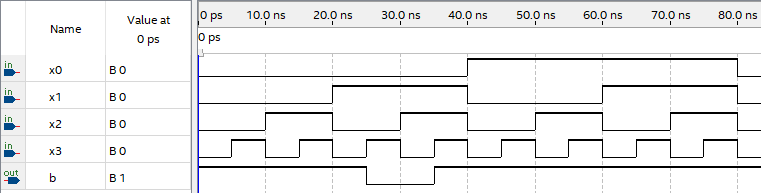 Name Value at 0 ps
0 ps 10.0 ns 20.0 ns 30.0 ns 40.0 ns 50.0 ns 60.0 ns 70.0 ns 80.0 ns
0 ps
in x0 B 0
in x1 B 0
in x2 B 0
in x3 B 0
out b B 1